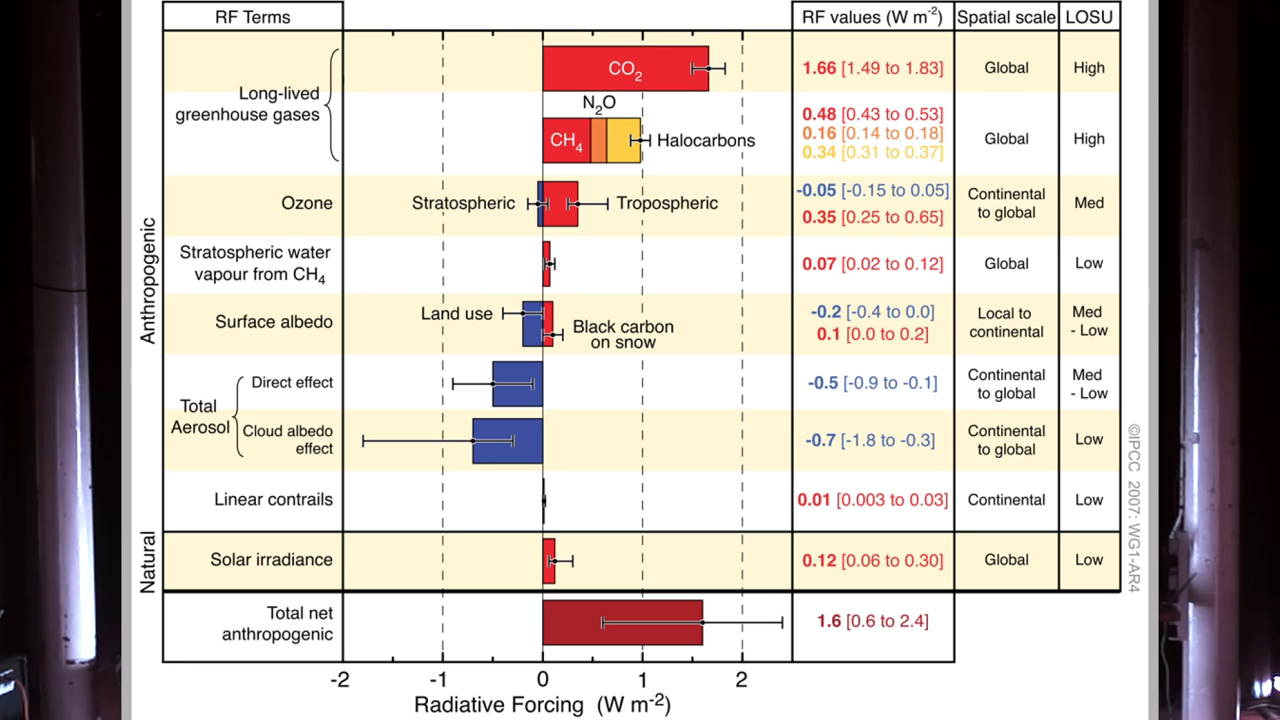 RF Terms
RF values (W m-2)
Spatial scale
LOSU
Anthropogenic
Natural
Long-lived
greenhouse gases
CO2
1.66 [1.49 to 1.83]
Global
High
N2O
CH4
Halocarbons
0.48 [0.43 to 0.53]
0.16 [0.14 to 0.18]
0.34 [0.31 to 0.37]
Global
High
Ozone
Stratospheric
Tropospheric
-0.05 [-0.15 to 0.05]
0.35 [0.25 to 0.65]
Continental
to global
Med
Stratospheric water
vapour from CH4
0.07 [0.02 to 0.12]
Global
Low
Surface albedo
Land use
Black carbon
on snow
-0.2 [-0.4 to 0.0]
0.1 [0.0 to 0.2]
Local to
continental
Med
- Low
Total
Aerosol
Direct effect
-0.5 [-0.9 to -0.1]
Continental
to global
Med
- Low
Cloud albedo
effect
-0.7 [-1.8 to -0.3]
Continental
to global
Low
Linear contrails
0.01 [0.003 to 0.03]
Continental
Low
Solar irradiance
0.12 [0.06 to 0.30]
Global
Low
Total net
anthropogenic
1.6 [0.6 to 2.4]
-2 -1 0 1 2
Radiative Forcing (W m-2)
©IPCC 2007: WG1-AR4